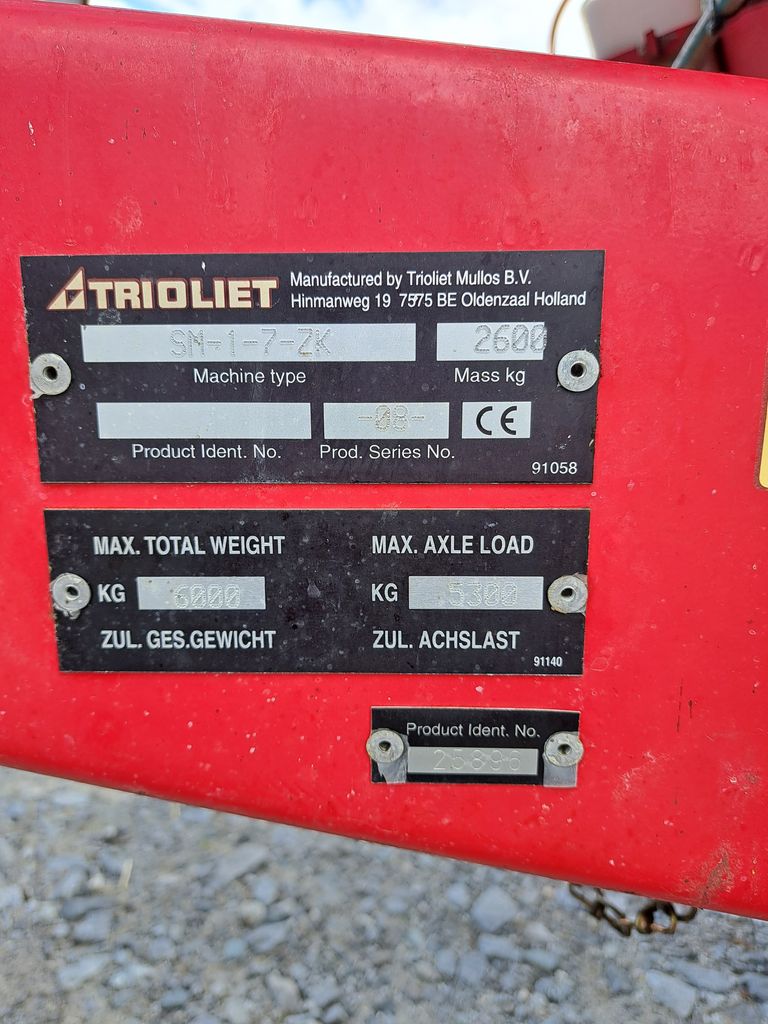 TRIOLIET Manufactured by Trioliet Mullos B.V.
Hinmanweg 19 7575 BE Oldenzaal Holland
SM-1-7-ZK 2600
Machine type Mass kg
-08- CE
Product Ident. No. Prod. Series No.
91058
MAX. TOTAL WEIGHT MAX. AXLE LOAD
KG 6000 KG 5300
ZUL. GES.GEWICHT ZUL. ACHSLAST
91140
Product Ident. No.
25896